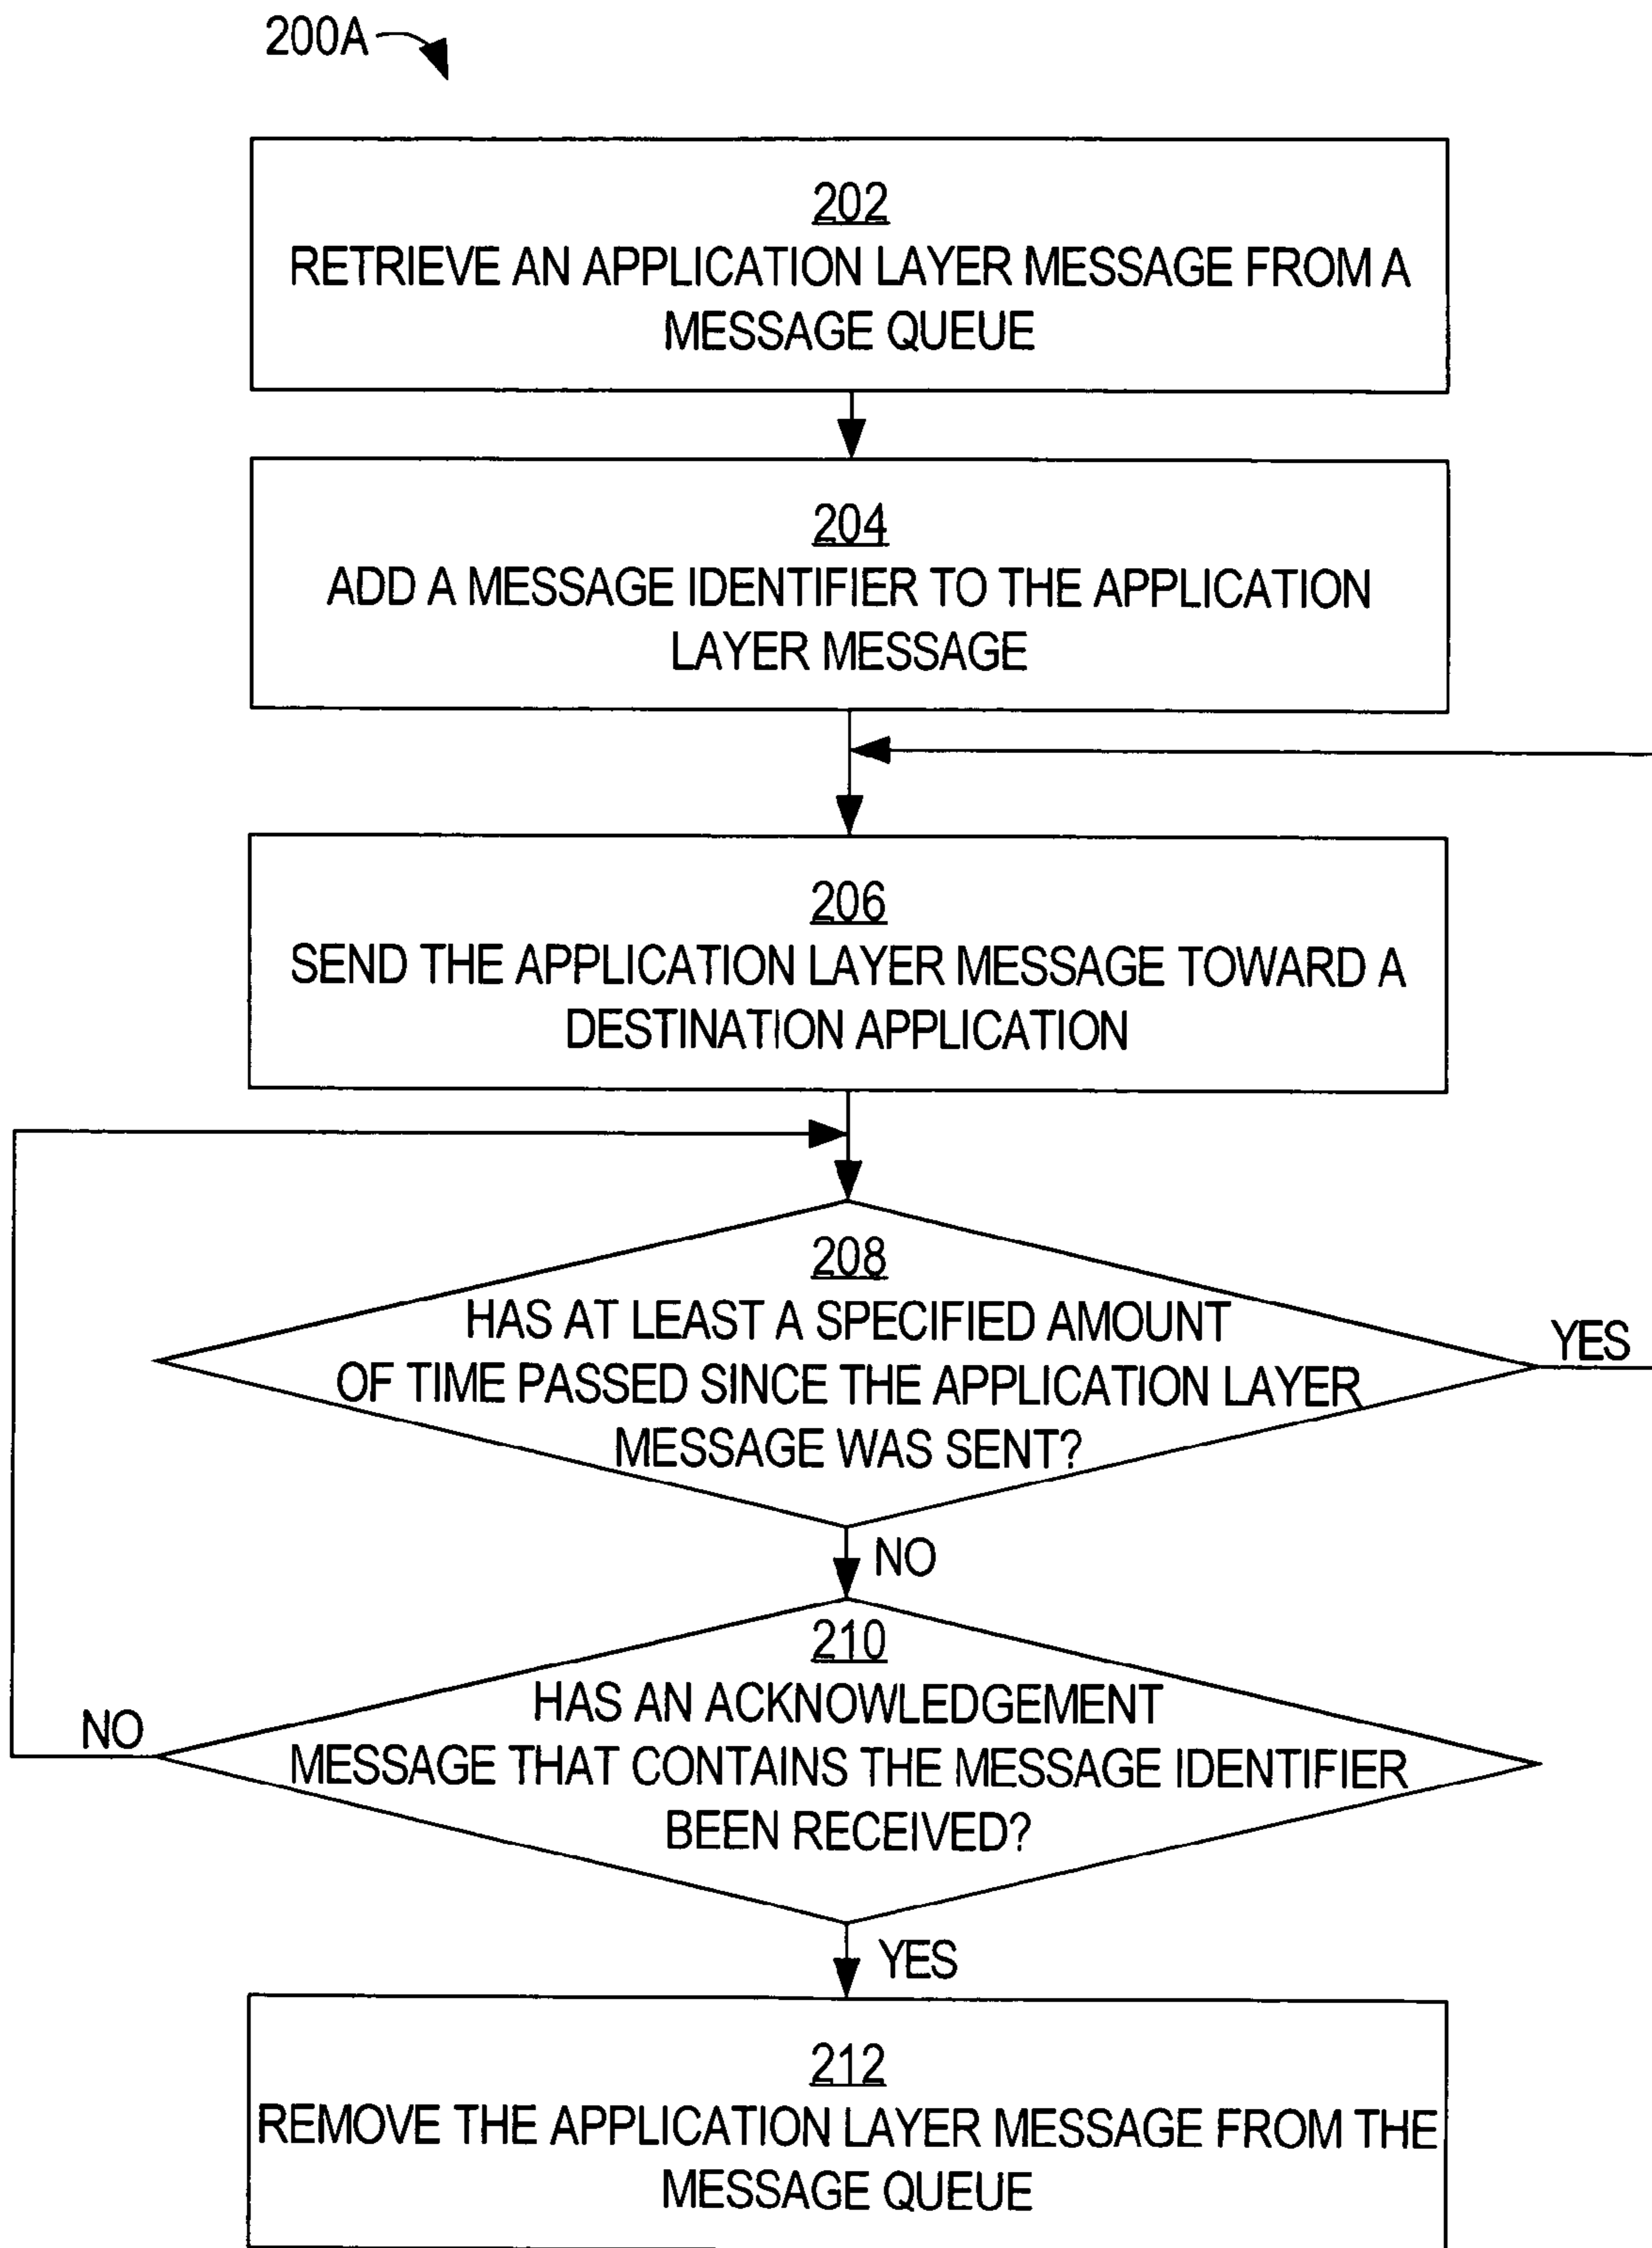 200A
202
RETRIEVE AN APPLICATION LAYER MESSAGE FROM A
MESSAGE QUEUE
204
ADD A MESSAGE IDENTIFIER TO THE APPLICATION
LAYER MESSAGE
206
SEND THE APPLICATION LAYER MESSAGE TOWARD A
DESTINATION APPLICATION
208
HAS AT LEAST A SPECIFIED AMOUNT
OF TIME PASSED SINCE THE APPLICATION LAYER
MESSAGE WAS SENT?
YES
NO
210
HAS AN ACKNOWLEDGEMENT
MESSAGE THAT CONTAINS THE MESSAGE IDENTIFIER
BEEN RECEIVED?
NO
YES
212
REMOVE THE APPLICATION LAYER MESSAGE FROM THE
MESSAGE QUEUE